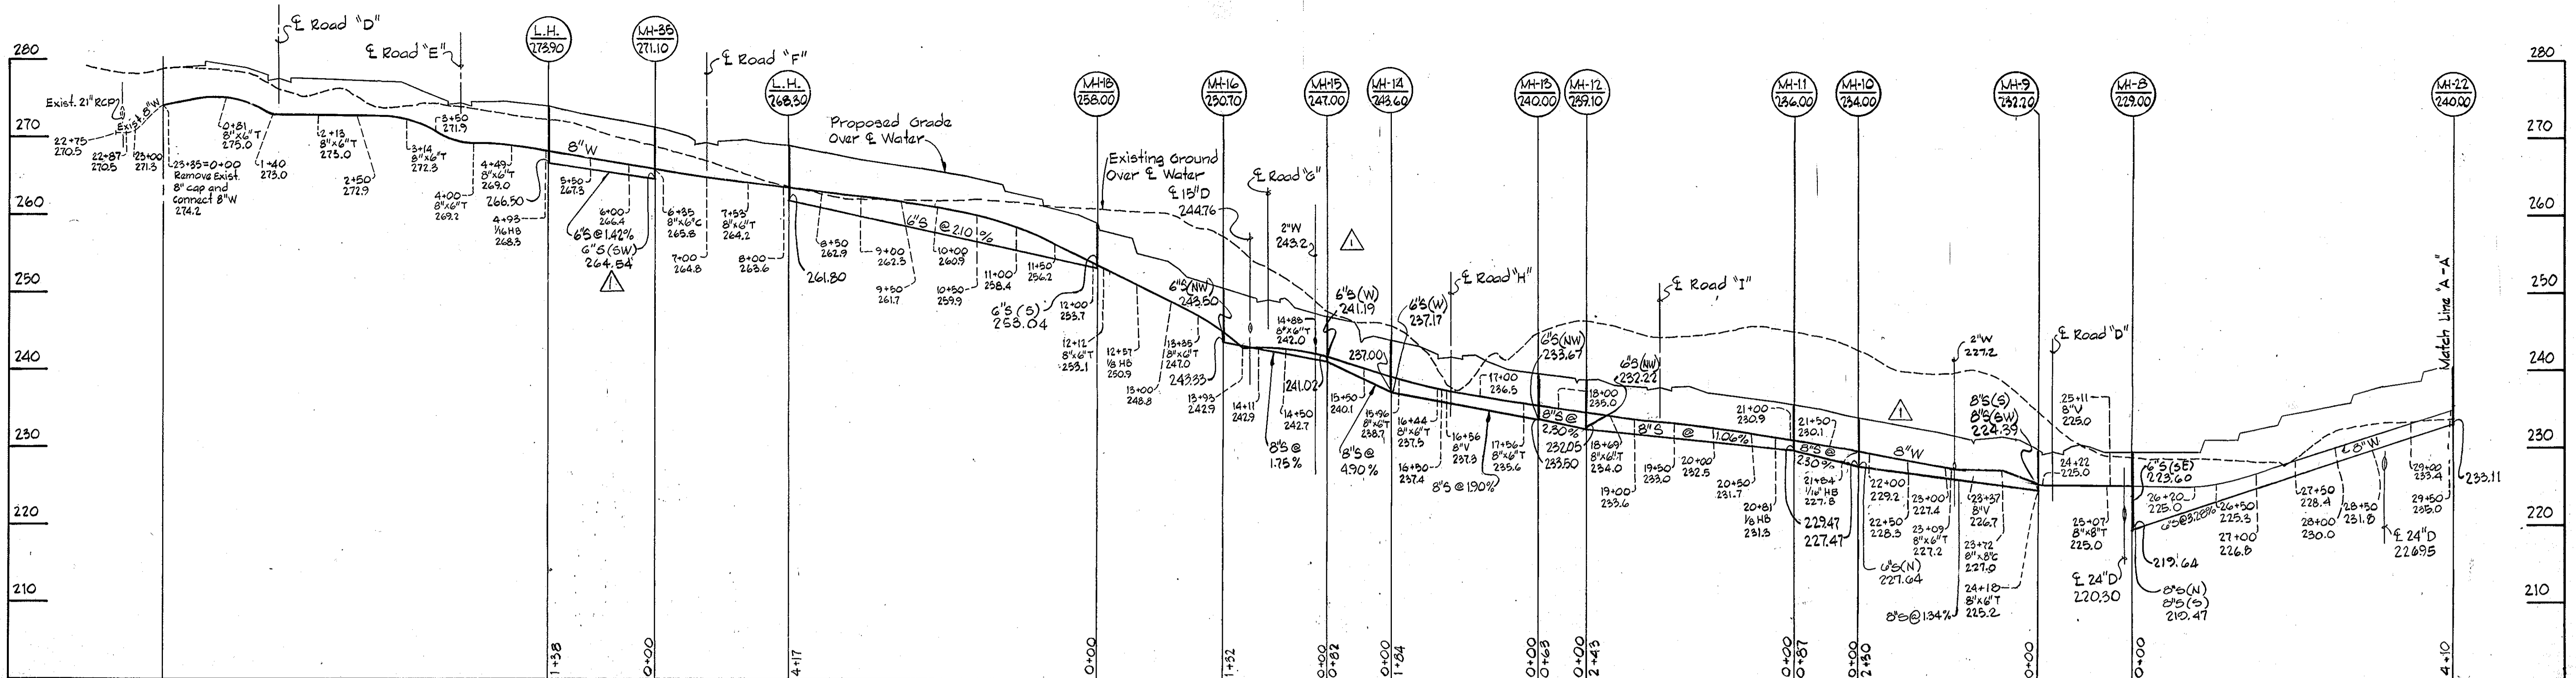 280
270
260
250
240
230
220
210
Exist. 21" RCP
Exist. 8"W
22+75
270.5
22+87
270.5
23+00
271.3
23+35=0+00
Remove Exist.
8" cap and
connect 8"W
274.2
℄ Road "D"
0+81
8"x6"T
275.0
1+40
273.0
2+13
8"x6"T
273.0
2+50
272.9
℄ Road "E"
3+14
8"x6"T
272.3
3+50
271.9
4+00
8"x6"T
269.2
4+49
8"x6"T
269.0
L.H.
273.90
266.50
4+93
1/16 HB
268.3
8"W
5+50
267.3
6"S @ 1.42%
6"S (SW)
264.54
6+00
266.4
MH-35
271.10
6+35
8"x6"C
265.8
℄ Road "F"
7+00
264.8
7+53
8"x6"T
264.2
8+00
263.6
L.H.
268.30
261.80
Proposed Grade
Over ℄ Water
8+50
262.9
9+00
262.3
9+50
261.7
6"S @ 2.10 %
10+00
260.9
10+50
259.9
11+00
258.4
11+50
256.2
6"S (S)
253.04
12+00
253.7
MH-18
258.00
12+12
8"x6"T
253.1
Existing Ground
Over ℄ Water
12+57
1/8 HB
250.9
13+00
248.8
13+35
8"x6"T
247.0
6"S (NW)
243.50
MH-16
250.70
243.33
13+93
242.9
℄ 15"D
244.76
℄ Road "G"
14+11
242.9
14+50
242.7
8"S @
1.75 %
2"W
243.2
14+88
8"x6"T
242.0
MH-15
247.00
6"S (W)
241.19
241.02
15+50
240.1
8"S @
4.90 %
MH-14
243.60
6"S (W)
237.17
237.00
15+96
8"x6"T
238.7
16+44
8"x6"T
237.5
16+50
237.4
16+56
8"V
237.3
℄ Road "H"
8"S @ 1.90%
17+00
236.5
17+56
8"x6"T
235.6
MH-13
240.00
6"S (NW)
233.67
233.50
8"S @
2.30%
18+00
235.0
MH-12
239.10
6"S (NW)
232.22
232.05
18+69
8"x6"T
234.0
19+00
233.6
℄ Road "I"
19+50
233.0
8"S @ 1.06%
20+00
232.5
20+50
231.7
20+81
1/8 HB
231.3
21+00
230.9
MH-11
236.00
229.47
21+50
230.1
8"S @
2.30 %
21+84
1/16" HB
227.8
227.47
MH-10
234.00
6"S (N)
227.64
22+00
229.2
22+50
228.3
8"W
23+00
227.4
23+09
8"x6"T
227.2
2"W
227.2
8"S @ 1.34%
23+37
8"V
226.7
23+72
8"x8"C
227.0
24+18
8"x6"T
225.2
MH-9
232.20
8"S (S)
8"S (SW)
224.39
24+22
225.0
℄ Road "D"
25+11
8"V
225.0
25+07
8"x8"T
225.0
℄ 24"D
220.30
MH-8
229.00
6"S (SE)
223.60
219.64
8"S (N)
8"S (S)
219.47
26+20
225.0
6"S @ 3.28%
26+50
225.3
27+00
226.8
27+50
228.4
28+00
230.0
8"W
28+50
231.8
℄ 24"D
226.95
29+00
233.4
29+50
235.0
MH-22
240.00
Match Line "A-A"
233.11
280
270
260
250
240
230
220
210
1+38
0+00
4+17
0+00
1+32
0+00
0+82
0+00
1+84
0+00
0+63
0+00
2+43
0+00
0+87
0+00
2+30
0+00
0+00
4+10